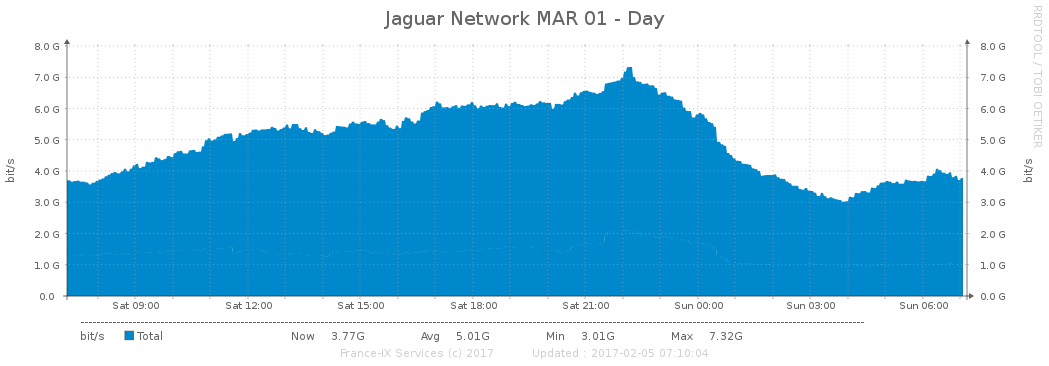 Jaguar Network MAR 01 - Day
RRDTOOL / TOBI OETIKER
8.0 G 8.0 G
7.0 G 7.0 G
6.0 G 6.0 G
5.0 G 5.0 G
4.0 G 4.0 G
3.0 G 3.0 G
2.0 G 2.0 G
1.0 G 1.0 G
0.0 0.0 G
bit/s
bit/s
Sat 09:00 Sat 12:00 Sat 15:00 Sat 18:00 Sat 21:00 Sun 00:00 Sun 03:00 Sun 06:00
bit/s Total Now 3.77G Avg 5.01G Min 3.01G Max 7.32G
France-IX Services (c) 2017 Updated : 2017-02-05 07:10:04